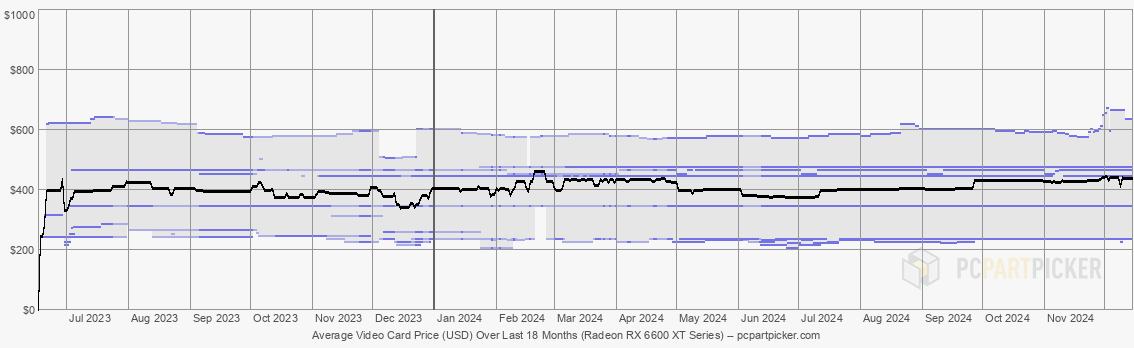 $1000
$800
$600
$400
$200
$0
PCPARTPICKER
Jul 2023 Aug 2023 Sep 2023 Oct 2023 Nov 2023 Dec 2023 Jan 2024 Feb 2024 Mar 2024 Apr 2024 May 2024 Jun 2024 Jul 2024 Aug 2024 Sep 2024 Oct 2024 Nov 2024
Average Video Card Price (USD) Over Last 18 Months (Radeon RX 6600 XT Series) -- pcpartpicker.com